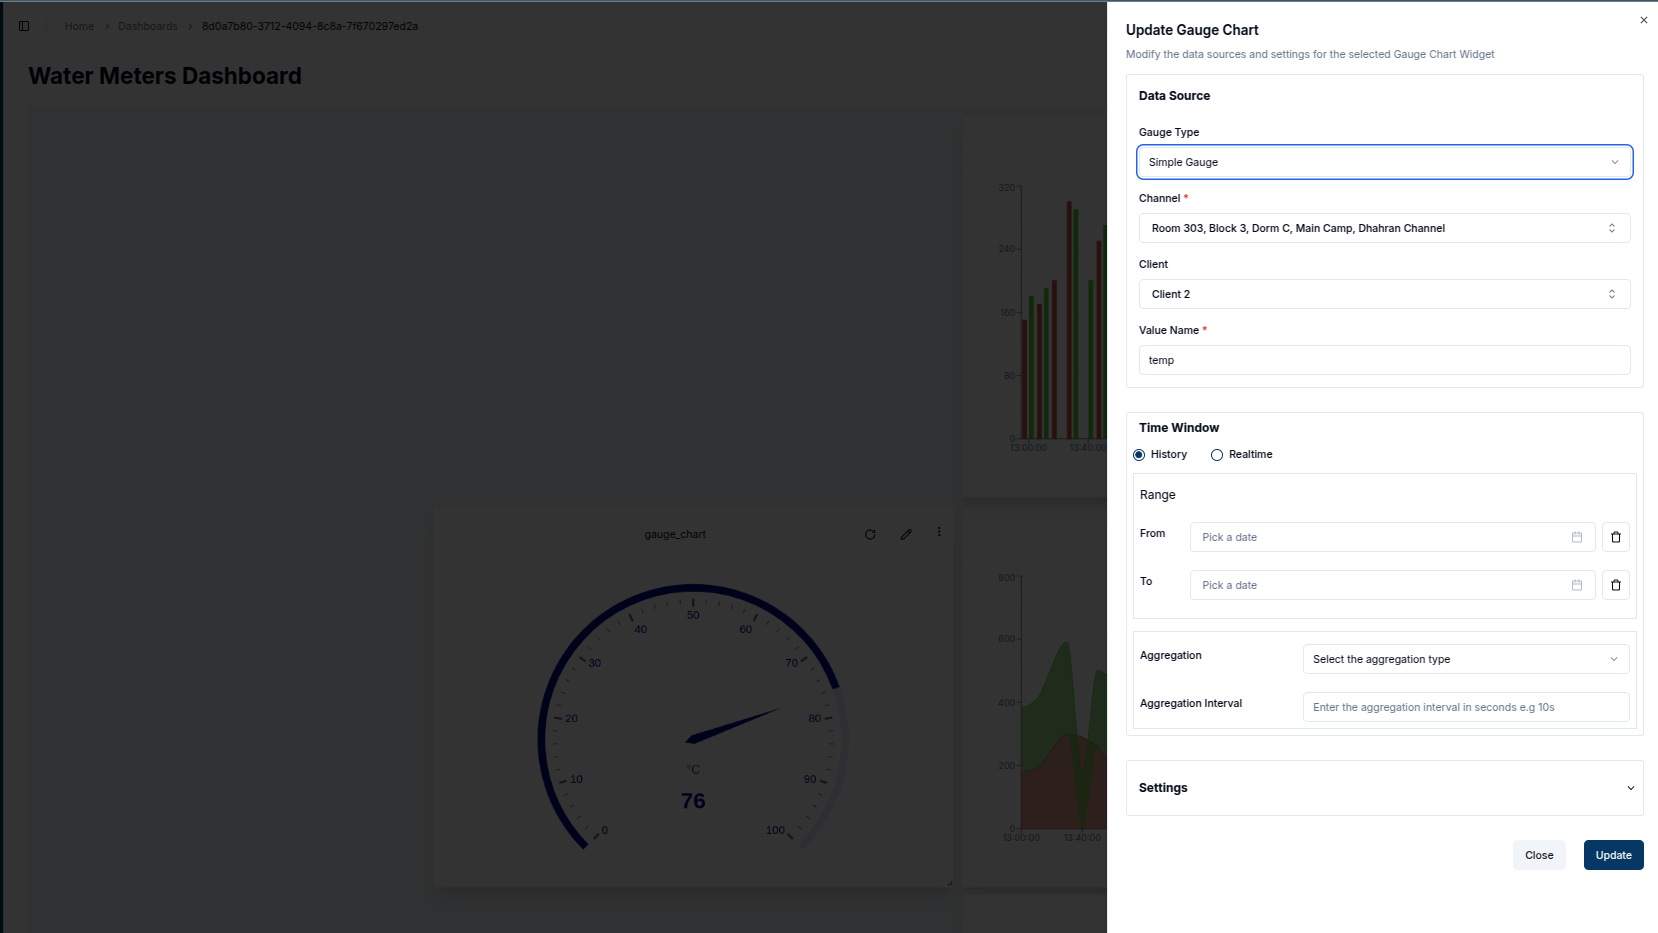 Home > Dashboards > 8d0a7b80-3712-4094-8c8a-7f670297ed2a
Water Meters Dashboard
320
240
160
80
0
13:00:00 13:40:00
gauge_chart
0
10
20
30
40
50
60
70
80
90
100
°C
76
800
600
400
200
0
13:00:00 13:40:00
Update Gauge Chart
Modify the data sources and settings for the selected Gauge Chart Widget
Data Source
Gauge Type
Simple Gauge
Channel *
Room 303, Block 3, Dorm C, Main Camp, Dhahran Channel
Client
Client 2
Value Name *
temp
Time Window
History Realtime
Range
From Pick a date
To Pick a date
Aggregation Select the aggregation type
Aggregation Interval Enter the aggregation interval in seconds e.g 10s
Settings
Close Update